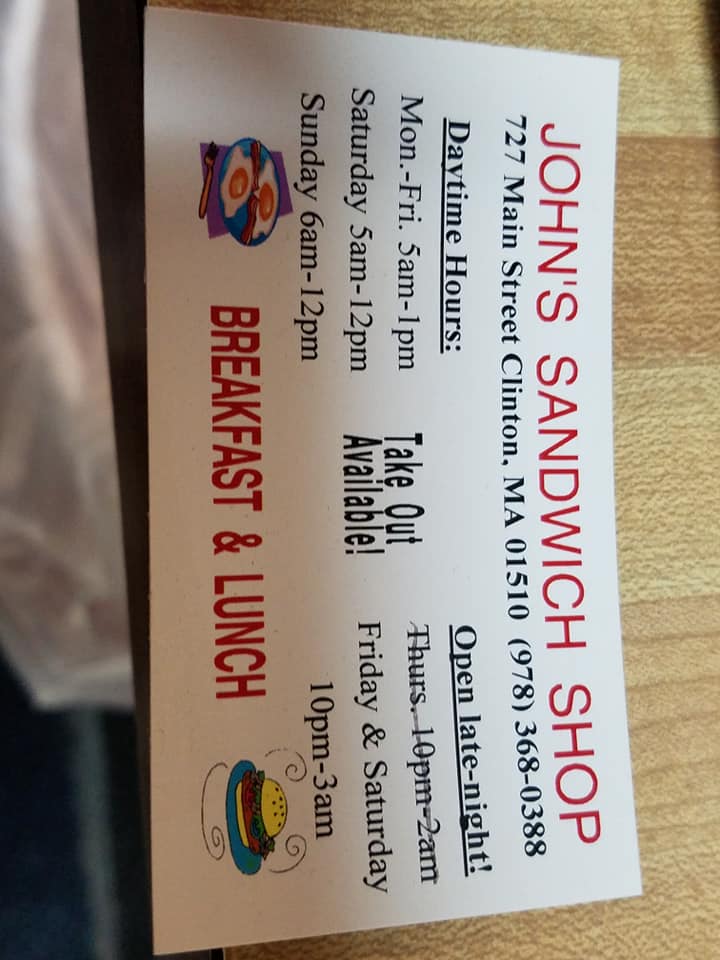 JOHN'S SANDWICH SHOP
727 Main Street Clinton, MA 01510 (978) 368-0388
Daytime Hours:
Mon.-Fri. 5am-1pm
Saturday 5am-12pm
Sunday 6am-12pm
Take Out
Available!
Open late-night!
Thurs. 10pm-2am
Friday & Saturday
10pm-3am
BREAKFAST & LUNCH